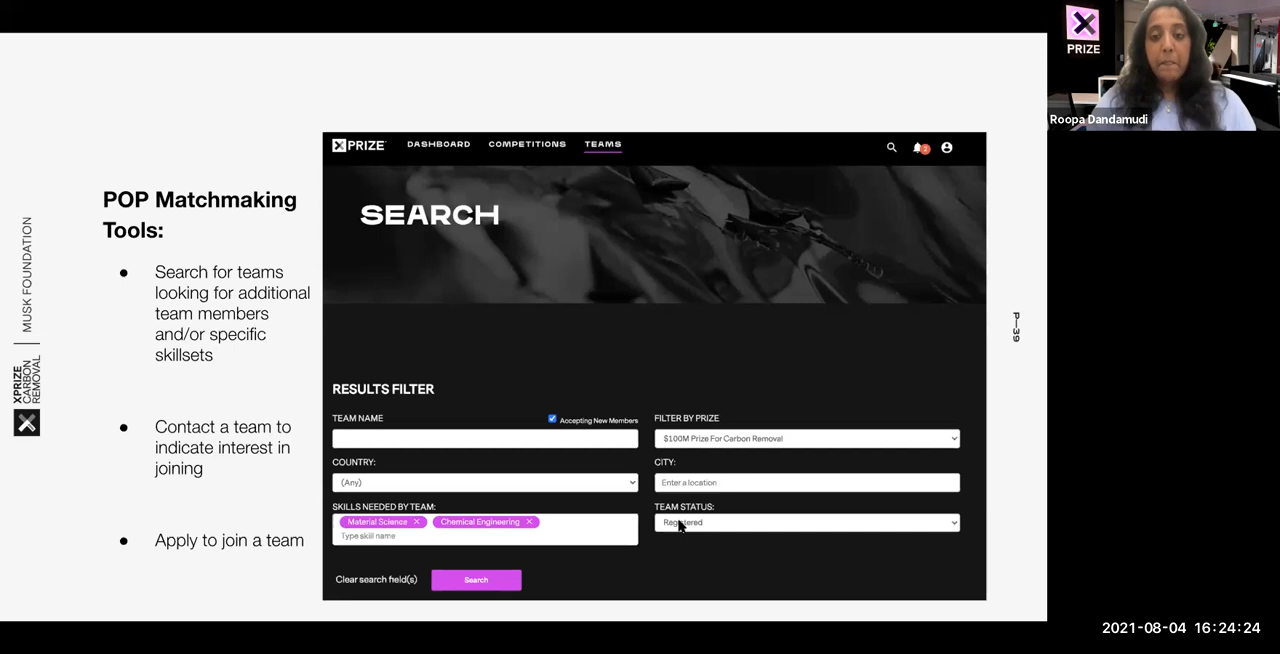 POP Matchmaking
Tools:
● Search for teams
looking for additional
team members
and/or specific
skillsets
● Contact a team to
indicate interest in
joining
● Apply to join a team
MUSK FOUNDATION
XPRIZE
CARBON
REMOVAL
XPRIZE
DASHBOARD
COMPETITIONS
TEAMS
2
SEARCH
RESULTS FILTER
TEAM NAME
Accepting New Members
FILTER BY PRIZE
$100M Prize For Carbon Removal
COUNTRY:
CITY:
(Any)
Enter a location
SKILLS NEEDED BY TEAM:
TEAM STATUS:
Material Science ✕
Chemical Engineering ✕
Registered
Type skill name
Clear search field(s)
Search
P—39
PRIZE
Roopa Dandamudi
2021-08-04 16:24:24